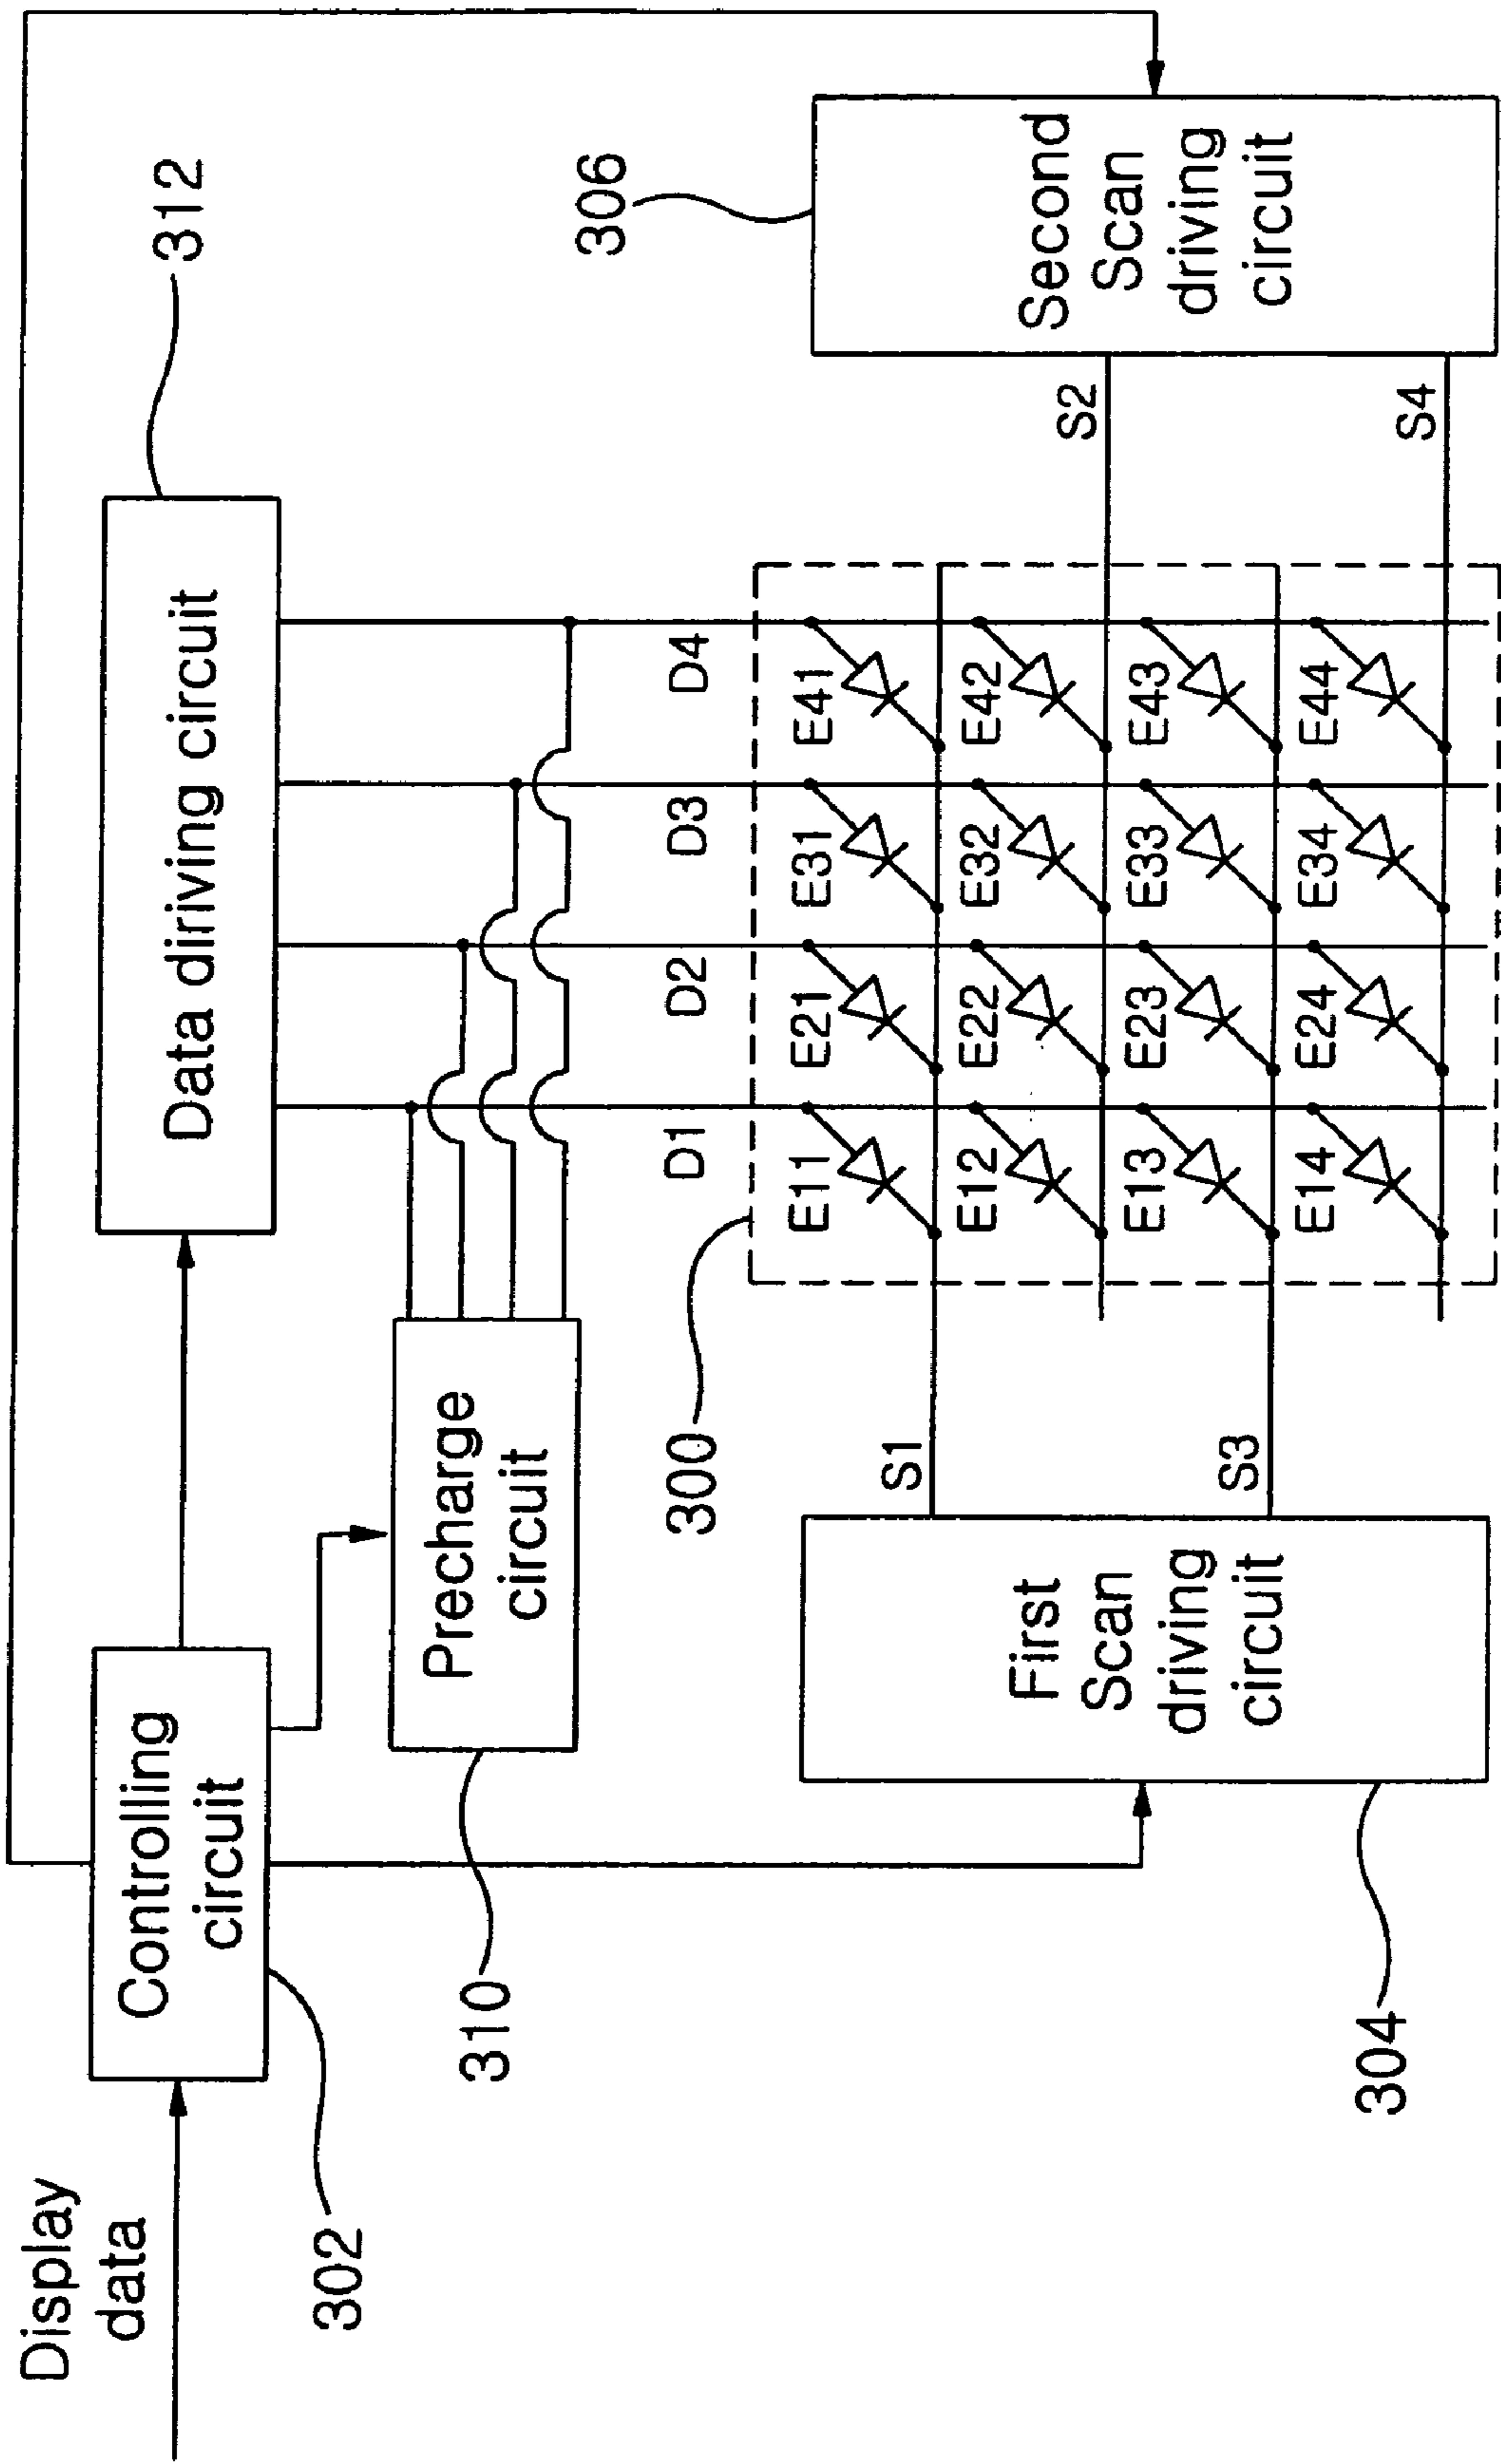 Display
data
302
Controlling
circuit
310
Precharge
circuit
Data diriving circuit
312
304
First
Scan
driving
circuit
S1
S3
300
D1
D2
D3
D4
E11
E21
E31
E41
E12
E22
E32
E42
E13
E23
E33
E43
E14
E24
E34
E44
S2
S4
306
Second
Scan
driving
circuit